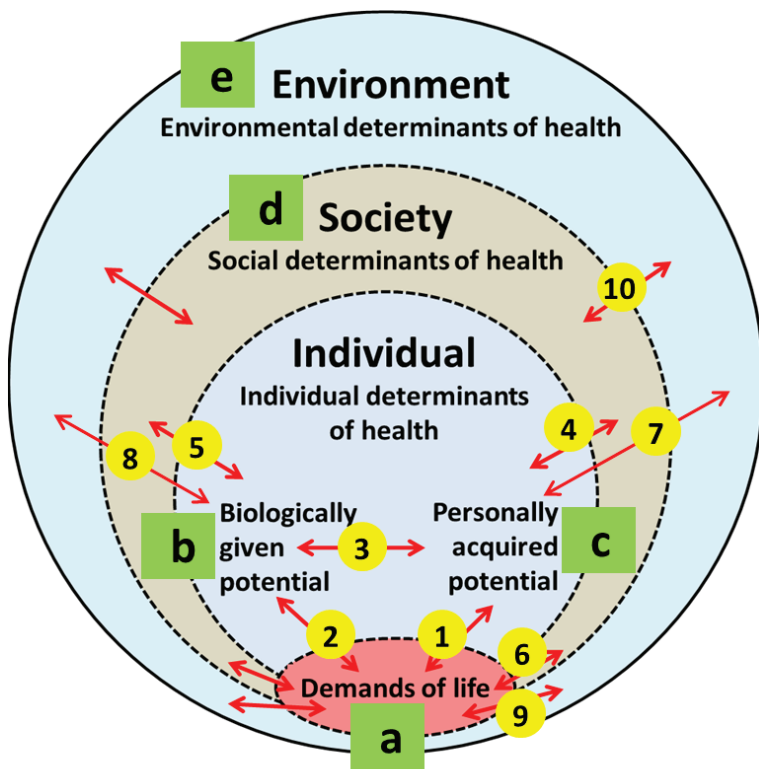 e
Environment
Environmental determinants of health
d
Society
Social determinants of health
10
Individual
Individual determinants
of health
4
7
5
8
Biologically
given
potential
Personally
acquired
potential
b
3
c
2
1
6
Demands of life
9
a